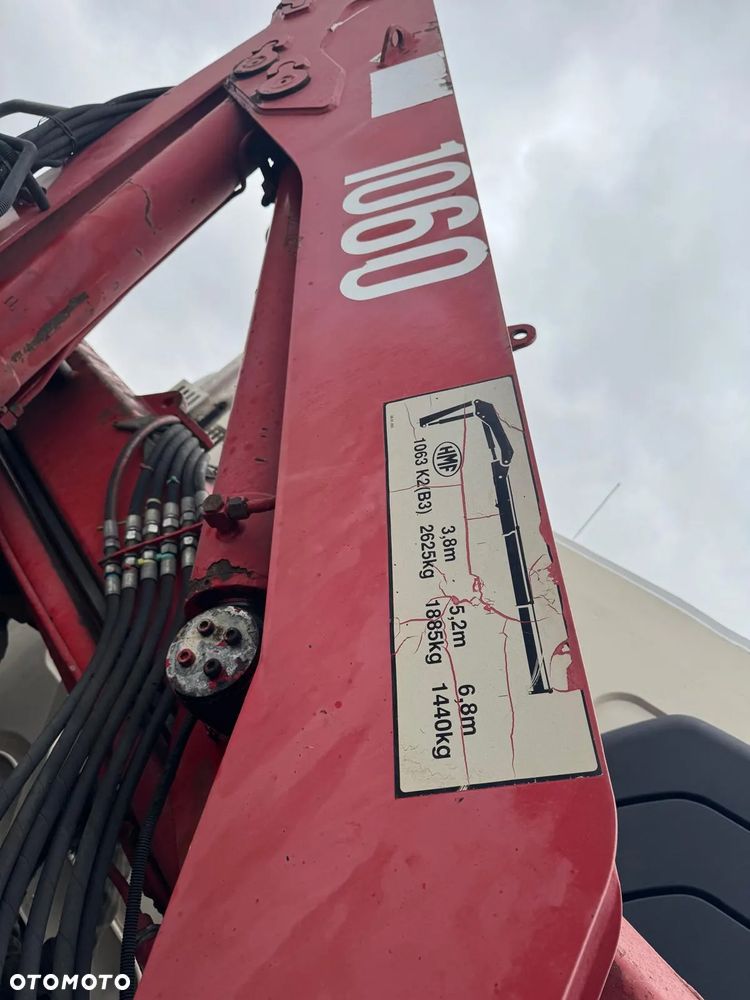 1060
HMF
1063 K2(B3)
3,8m 5,2m 6,8m
2625kg 1885kg 1440kg
OTOMOTO